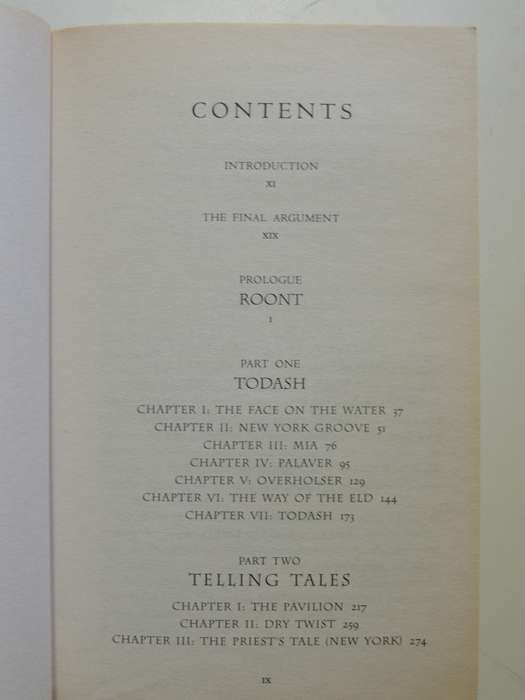 CONTENTS
INTRODUCTION
XI
THE FINAL ARGUMENT
XIX
PROLOGUE
ROONT
1
PART ONE
TODASH
CHAPTER I: THE FACE ON THE WATER 37
CHAPTER II: NEW YORK GROOVE 51
CHAPTER III: MIA 76
CHAPTER IV: PALAVER 95
CHAPTER V: OVERHOLSER 129
CHAPTER VI: THE WAY OF THE ELD 144
CHAPTER VII: TODASH 173
PART TWO
TELLING TALES
CHAPTER I: THE PAVILION 217
CHAPTER II: DRY TWIST 259
CHAPTER III: THE PRIEST'S TALE (NEW YORK) 274
IX